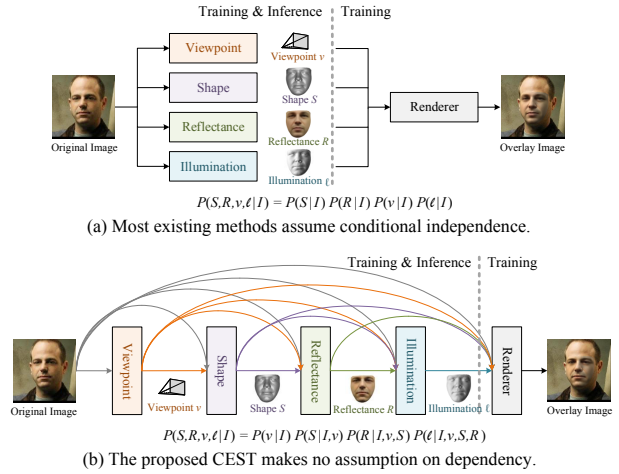 Training & Inference
Training
Viewpoint
Viewpoint v
Shape
Shape S
Renderer
Reflectance
Reflectance R
Original Image
Overlay Image
Illumination
Illumination ℓ
P(S,R,v,ℓ|I) = P(S|I) P(R|I) P(v|I) P(ℓ|I)
(a) Most existing methods assume conditional independence.
Training & Inference
Training
Viewpoint
Shape
Reflectance
Illumination
Renderer
Original Image
Viewpoint v
Shape S
Reflectance R
Illumination ℓ
Overlay Image
P(S,R,v,ℓ|I) = P(v|I) P(S|I,v) P(R|I,v,S) P(ℓ|I,v,S,R)
(b) The proposed CEST makes no assumption on dependency.